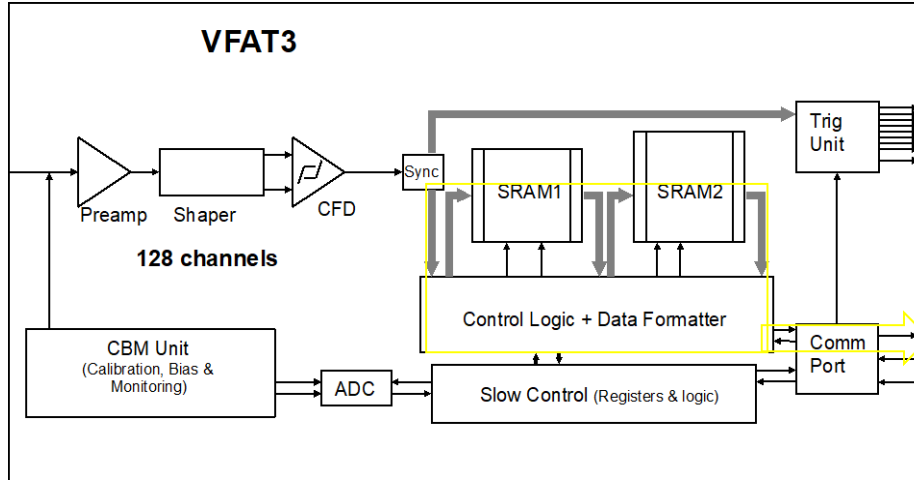 VFAT3
Trig
Unit
Sync
SRAM1
SRAM2
Preamp
Shaper
CFD
128 channels
Control Logic + Data Formatter
CBM Unit
(Calibration, Bias &
Monitoring)
Comm
Port
ADC
Slow Control (Registers & logic)